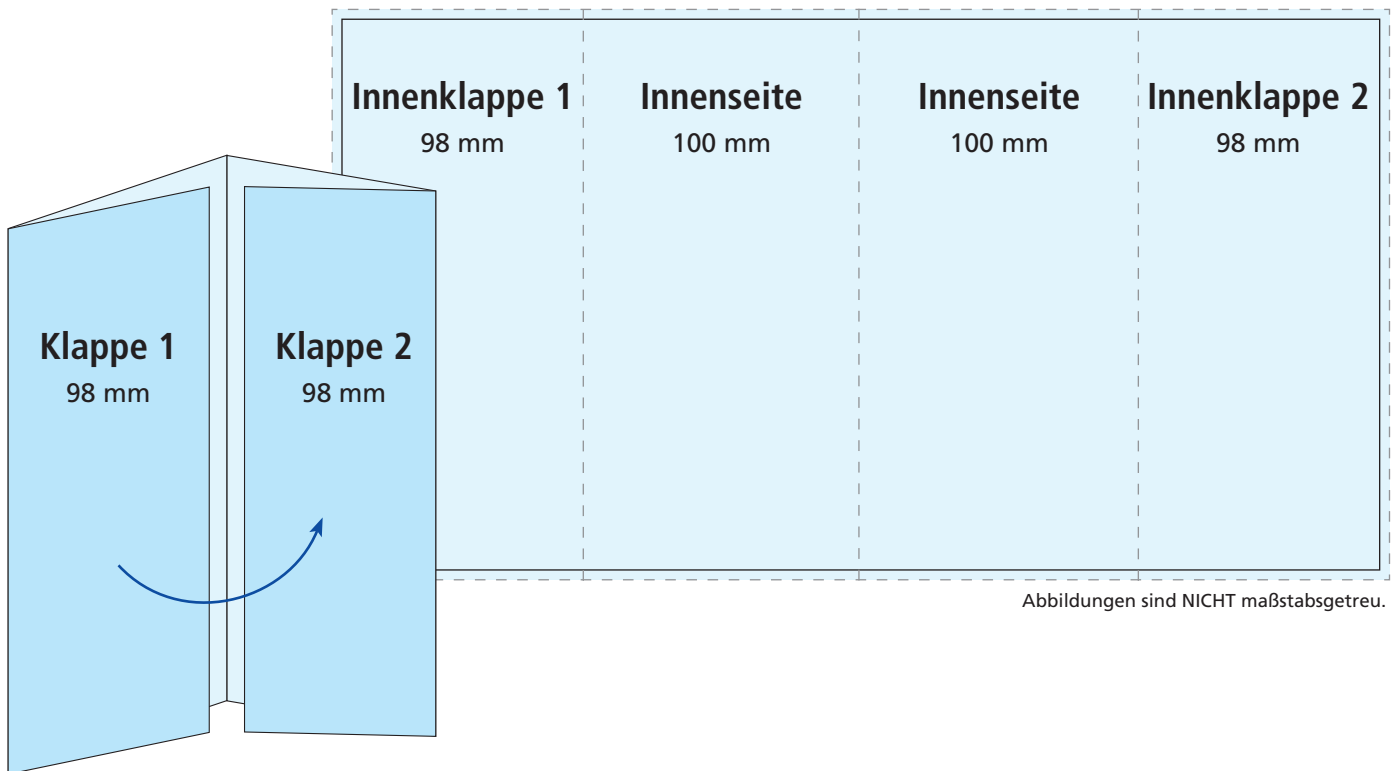 Innenklappe 1
98 mm
Innenseite
100 mm
Innenseite
100 mm
Innenklappe 2
98 mm
Klappe 1
98 mm
Klappe 2
98 mm
Abbildungen sind NICHT maßstabsgetreu.